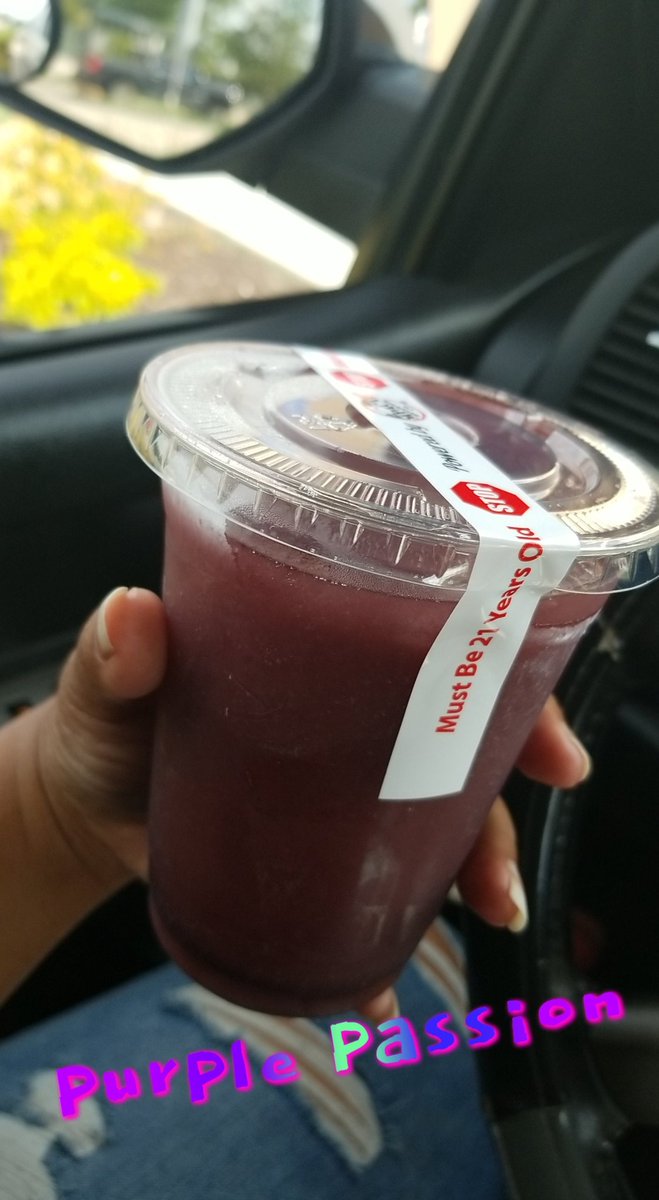 STOP
Must Be 21 Years Old
Purple Passion